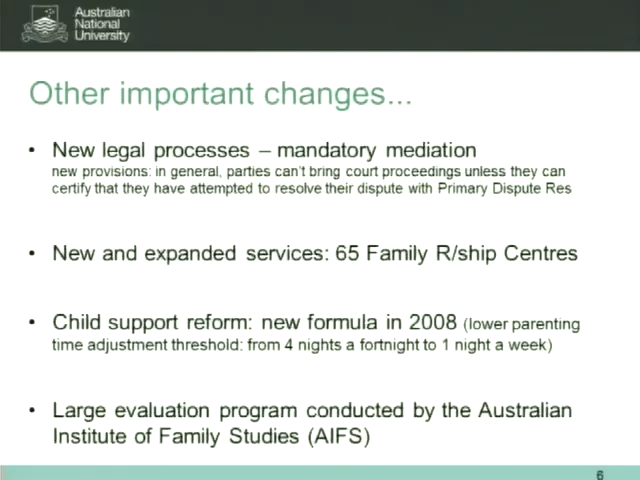 Australian
National
University
Other important changes...
• New legal processes – mandatory mediation
new provisions: in general, parties can't bring court proceedings unless they can
certify that they have attempted to resolve their dispute with Primary Dispute Res
• New and expanded services: 65 Family R/ship Centres
• Child support reform: new formula in 2008 (lower parenting
time adjustment threshold: from 4 nights a fortnight to 1 night a week)
• Large evaluation program conducted by the Australian
Institute of Family Studies (AIFS)
6